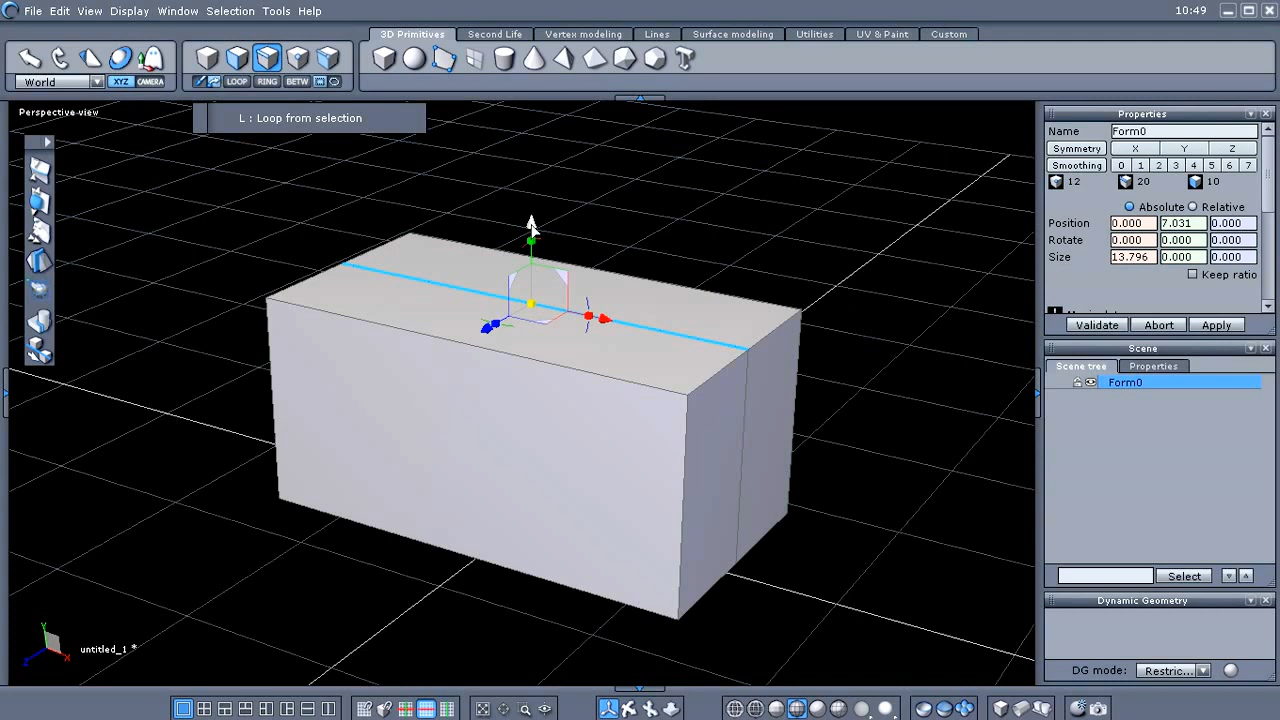 File Edit View Display Window Selection Tools Help 10:49
3D Primitives Second Life Vertex modeling Lines Surface modeling Utilities UV & Paint Custom
World XYZ CAMERA LOOP RING BETW
Perspective view
L : Loop from selection
Properties
Name Form0
Symmetry X Y Z
Smoothing 0 1 2 3 4 5 6 7
12 20 10
Absolute Relative
Position 0.000 7.031 0.000
Rotate 0.000 0.000 0.000
Size 13.796 0.000 0.000
Keep ratio
Validate Abort Apply
Scene
Scene tree Properties
Form0
Select
Dynamic Geometry
DG mode: Restric...
Y
Z X
untitled_1 *